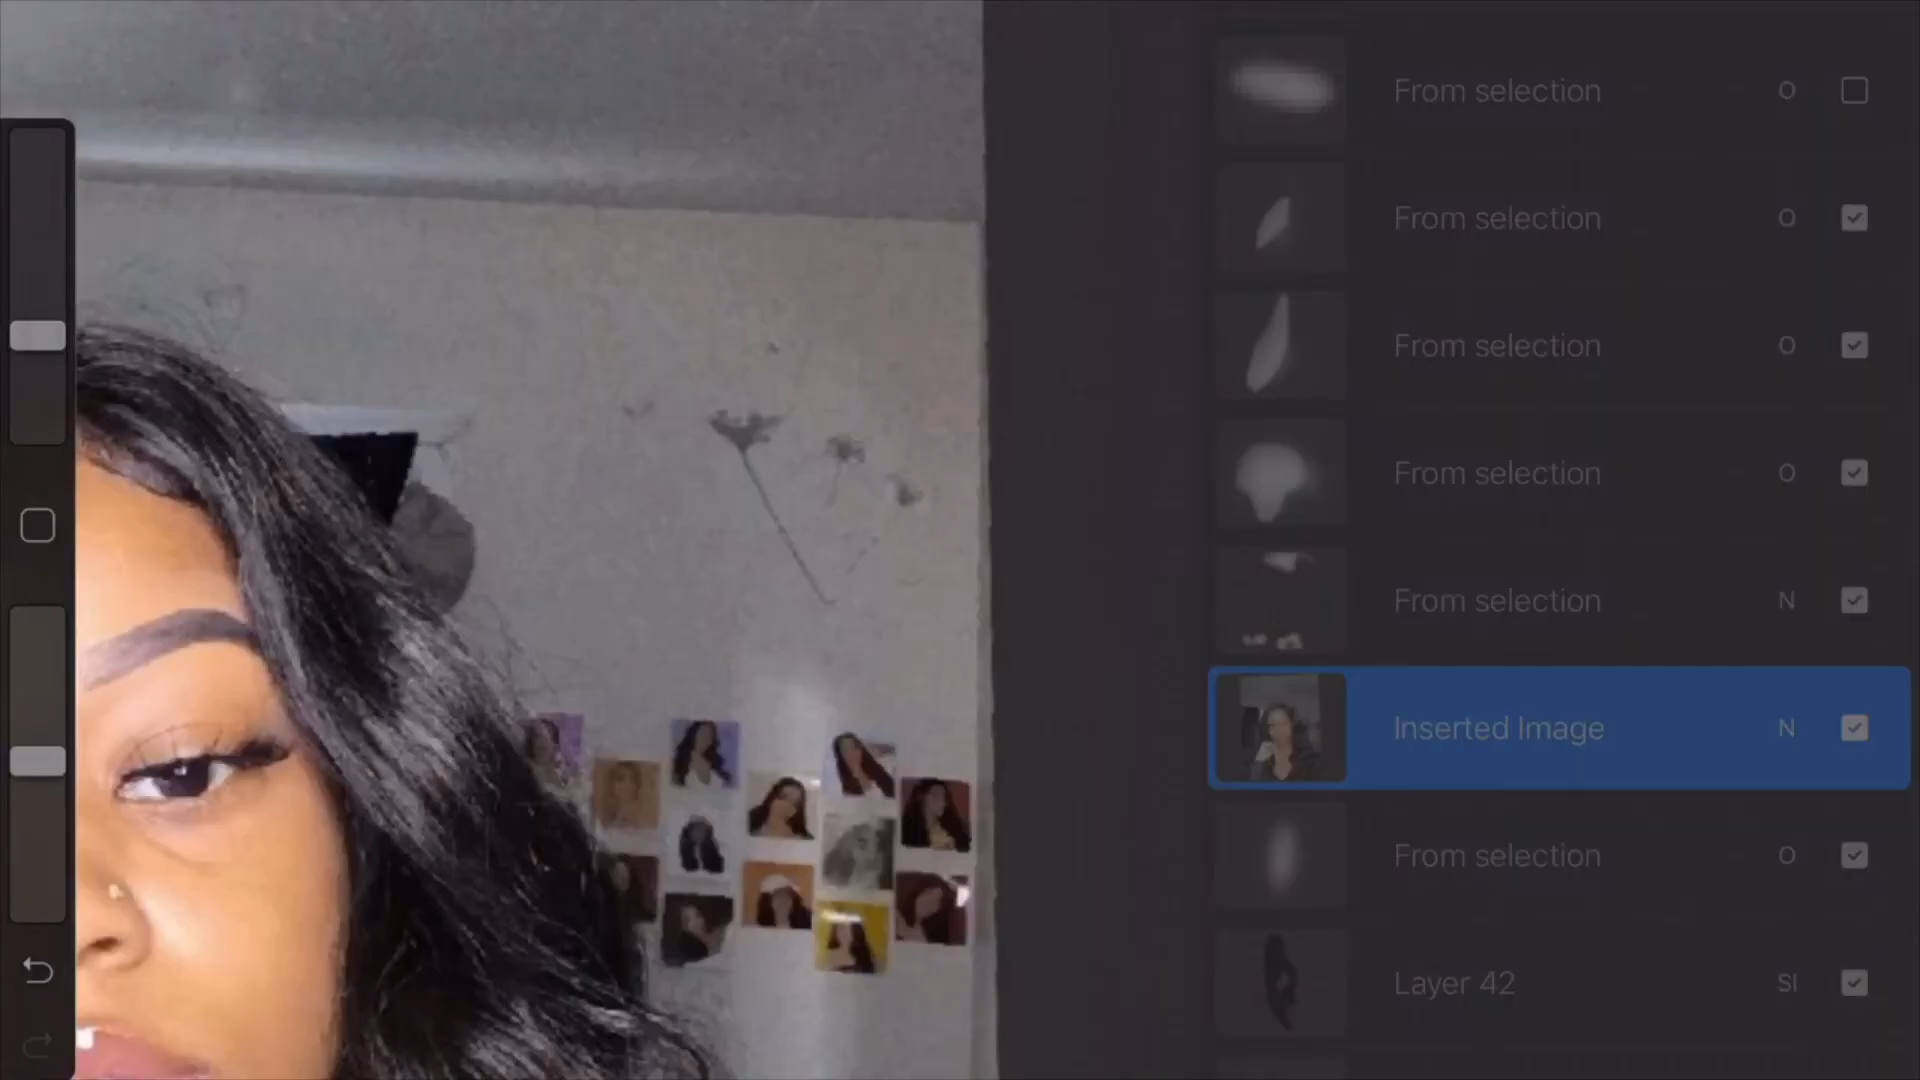 From selection O
From selection O
From selection O
From selection O
From selection N
Inserted Image N
From selection O
Layer 42 SI